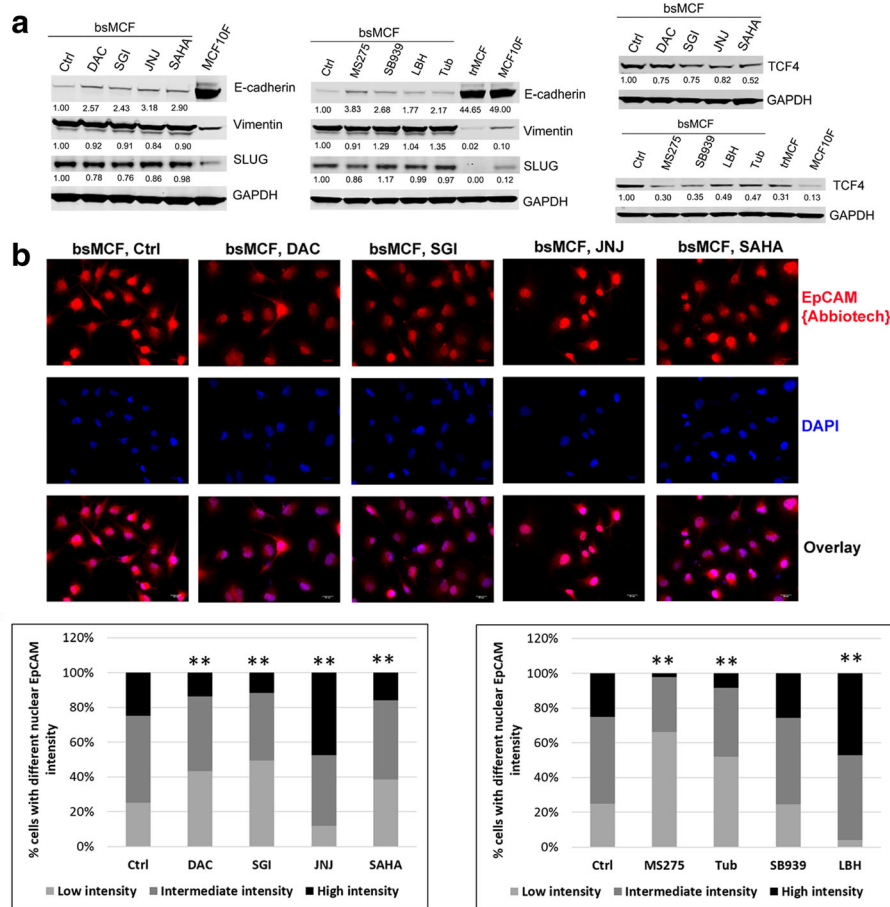 a
bsMCF
Ctrl DAC SGI JNJ SAHA MCF10F
E-cadherin
1.00 2.57 2.43 3.18 2.90
Vimentin
1.00 0.92 0.91 0.84 0.90
SLUG
1.00 0.78 0.76 0.86 0.98
GAPDH
bsMCF
Ctrl MS275 SB939 LBH Tub trMCF MCF10F
E-cadherin
1.00 3.83 2.68 1.77 2.17 44.65 49.00
Vimentin
1.00 0.91 1.29 1.04 1.35 0.02 0.10
SLUG
1.00 0.86 1.17 0.99 0.97 0.00 0.12
GAPDH
bsMCF
Ctrl DAC SGI JNJ SAHA
TCF4
1.00 0.75 0.75 0.82 0.52
GAPDH
bsMCF
Ctrl MS275 SB939 LBH Tub trMCF MCF10F
TCF4
1.00 0.30 0.35 0.49 0.47 0.31 0.13
GAPDH
b
bsMCF, Ctrl bsMCF, DAC bsMCF, SGI bsMCF, JNJ bsMCF, SAHA
EpCAM
{Abbiotech}
DAPI
Overlay
% cells with different nuclear EpCAM
intensity
120%
100%
80%
60%
40%
20%
0%
** ** ** **
Ctrl DAC SGI JNJ SAHA
Low intensity Intermediate intensity High intensity
% cells with different nuclear EpCAM
intensity
120%
100%
80%
60%
40%
20%
0%
** ** **
Ctrl MS275 Tub SB939 LBH
Low intensity Intermediate intensity High intensity